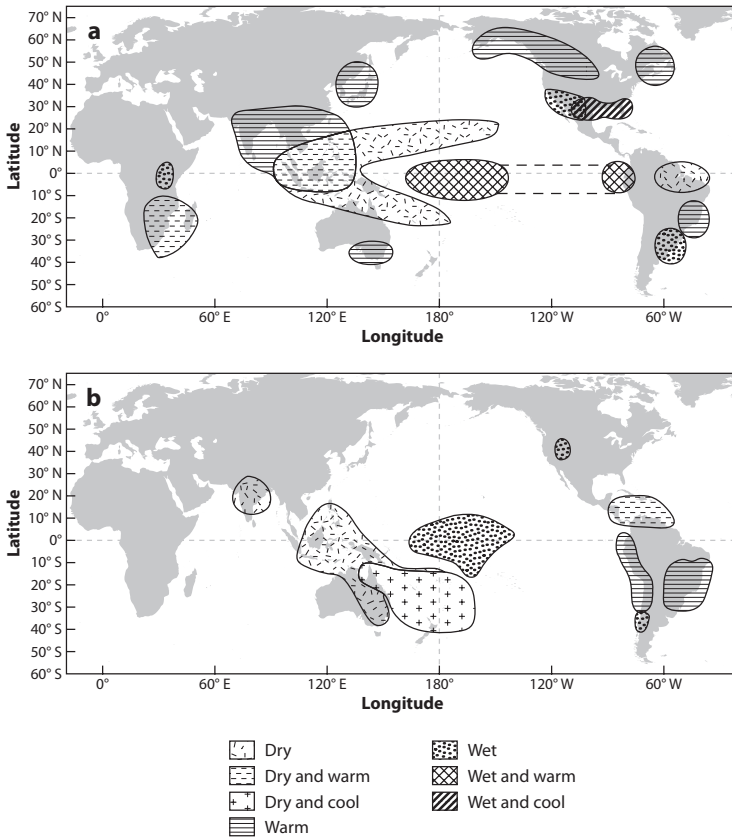 a
70° N
60° N
50° N
40° N
30° N
20° N
10° N
0°
10° S
20° S
30° S
40° S
50° S
60° S
Latitude
0° 60° E 120° E 180° 120° W 60° W
Longitude
b
70° N
60° N
50° N
40° N
30° N
20° N
10° N
0°
10° S
20° S
30° S
40° S
50° S
60° S
Latitude
0° 60° E 120° E 180° 120° W 60° W
Longitude
Dry
Dry and warm
Dry and cool
Warm
Wet
Wet and warm
Wet and cool